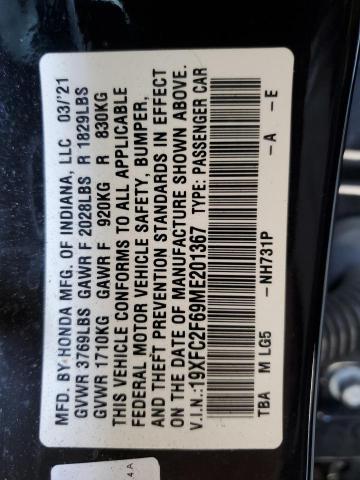 MFD. BY HONDA MFG. OF INDIANA, LLC 03/'21
GVWR 3769LBS GAWR F 2028LBS R 1829LBS
GVWR 1710KG GAWR F 920KG R 830KG
THIS VEHICLE CONFORMS TO ALL APPLICABLE
FEDERAL MOTOR VEHICLE SAFETY, BUMPER,
AND THEFT PREVENTION STANDARDS IN EFFECT
ON THE DATE OF MANUFACTURE SHOWN ABOVE.
V.I.N.:19XFC2F69ME201367 TYPE: PASSENGER CAR
TBA M LG5 -NH731P -A -E
4 A